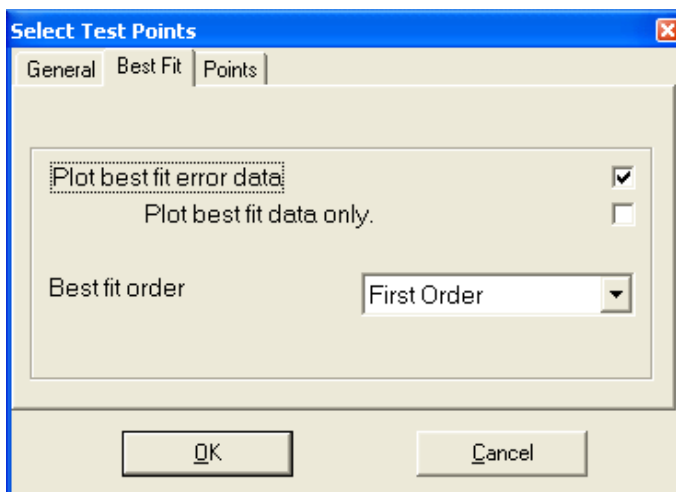 Select Test Points
General Best Fit Points
Plot best fit error data
Plot best fit data only.
Best fit order First Order
OK Cancel